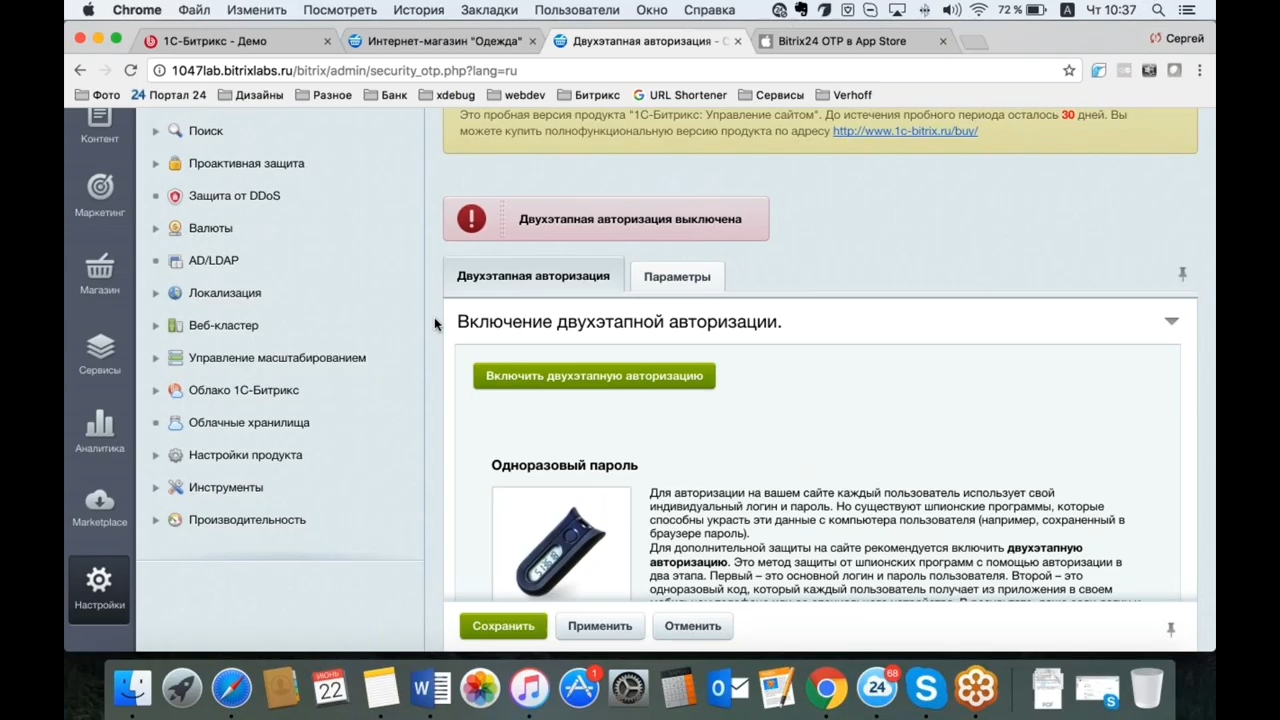 Chrome Файл Изменить Посмотреть История Закладки Пользователи Окно Справка 72 % A Чт 10:37
1С-Битрикс - Демо × Интернет-магазин "Одежда" × Двухэтапная авторизация - С × Bitrix24 OTP в App Store × Сергей
1047lab.bitrixlabs.ru/bitrix/admin/security_otp.php?lang=ru
Фото 24 Портал 24 Дизайны Разное Банк xdebug webdev Битрикс URL Shortener Сервисы Verhoff
Контент
Маркетинг
Магазин
Сервисы
Аналитика
Marketplace
Настройки
Поиск
Проактивная защита
Защита от DDoS
Валюты
AD/LDAP
Локализация
Веб-кластер
Управление масштабированием
Облако 1С-Битрикс
Облачные хранилища
Настройки продукта
Инструменты
Производительность
Это пробная версия продукта "1С-Битрикс: Управление сайтом". До истечения пробного периода осталось 30 дней. Вы
можете купить полнофункциональную версию продукта по адресу http://www.1c-bitrix.ru/buy/
Двухэтапная авторизация выключена
Двухэтапная авторизация Параметры
Включение двухэтапной авторизации.
Включить двухэтапную авторизацию
Одноразовый пароль
Для авторизации на вашем сайте каждый пользователь использует свой
индивидуальный логин и пароль. Но существуют шпионские программы, которые
способны украсть эти данные с компьютера пользователя (например, сохраненный в
браузере пароль).
Для дополнительной защиты на сайте рекомендуется включить двухэтапную
авторизацию. Это метод защиты от шпионских программ с помощью авторизации в
два этапа. Первый – это основной логин и пароль пользователя. Второй – это
одноразовый код, который каждый пользователь получает из приложения в своем
Сохранить Применить Отменить
ИЮНЬ
22
1
24
68
PDF